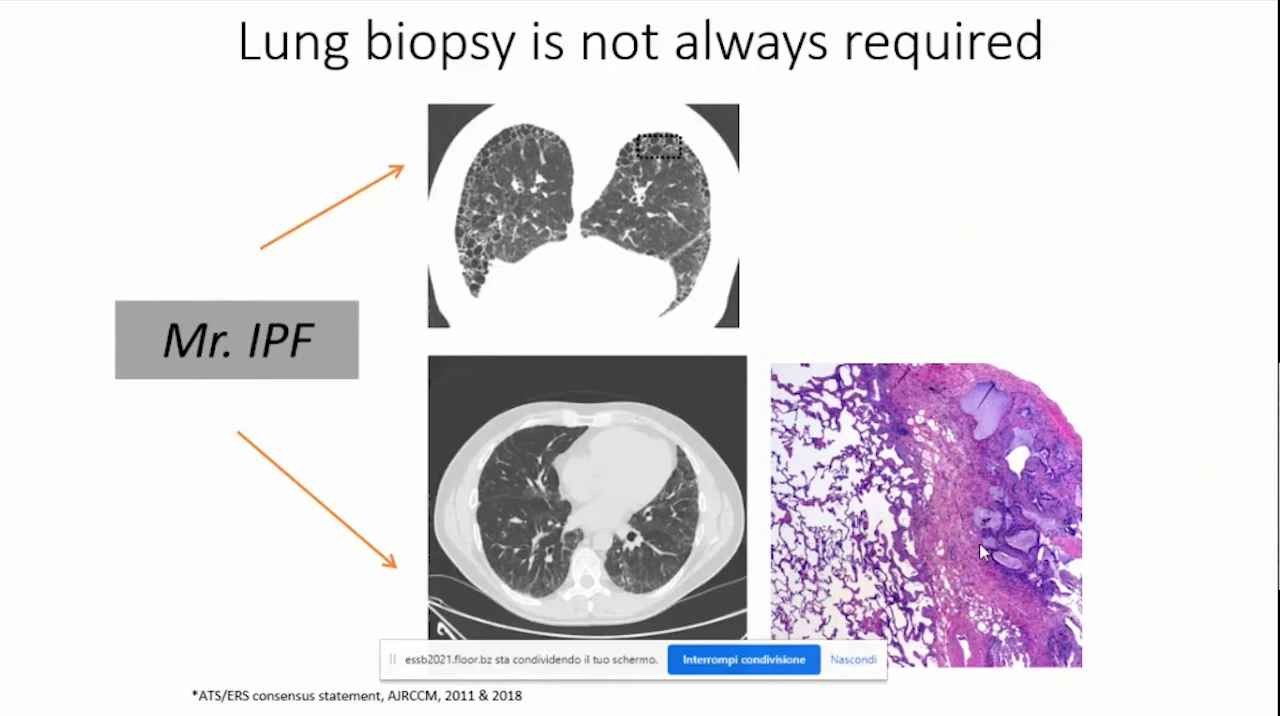 Lung biopsy is not always required
Mr. IPF
essb2021.floor.bz sta condividendo il tuo schermo.
Interrompi condivisione
Nascondi
*ATS/ERS consensus statement, AJRCCM, 2011 & 2018